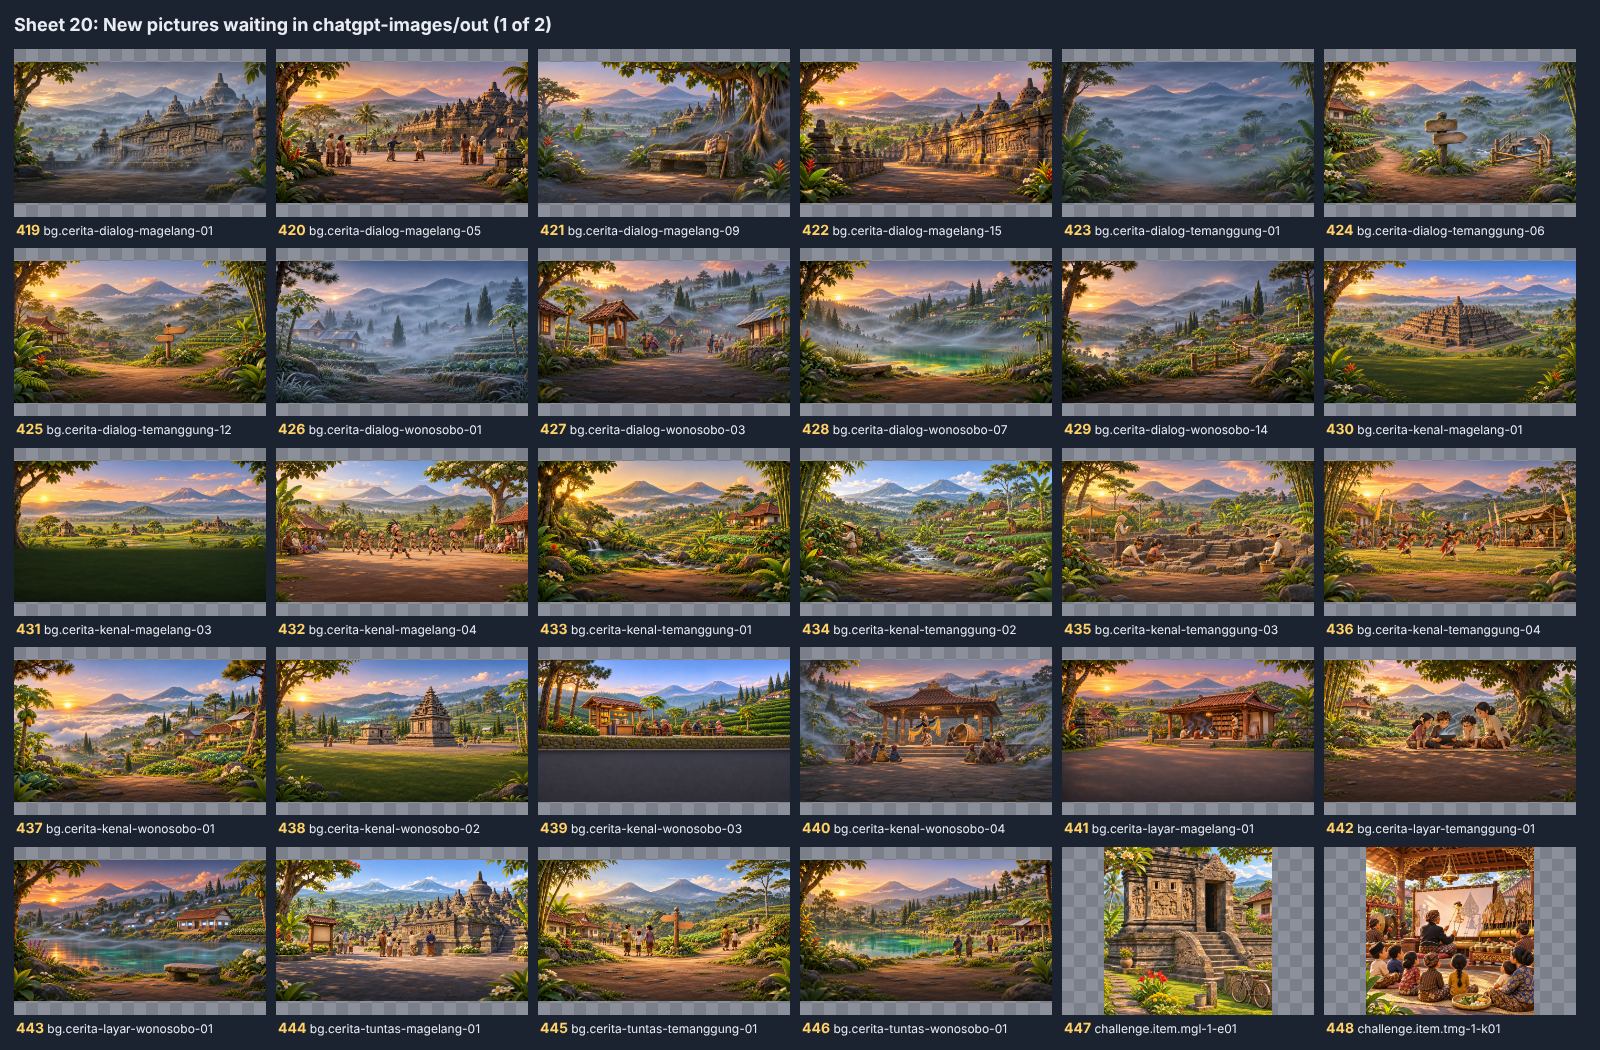 Sheet 20: New pictures waiting in chatgpt-images/out (1 of 2)
419 bg.cerita-dialog-magelang-01
420 bg.cerita-dialog-magelang-05
421 bg.cerita-dialog-magelang-09
422 bg.cerita-dialog-magelang-15
423 bg.cerita-dialog-temanggung-01
424 bg.cerita-dialog-temanggung-06
425 bg.cerita-dialog-temanggung-12
426 bg.cerita-dialog-wonosobo-01
427 bg.cerita-dialog-wonosobo-03
428 bg.cerita-dialog-wonosobo-07
429 bg.cerita-dialog-wonosobo-14
430 bg.cerita-kenal-magelang-01
431 bg.cerita-kenal-magelang-03
432 bg.cerita-kenal-magelang-04
433 bg.cerita-kenal-temanggung-01
434 bg.cerita-kenal-temanggung-02
435 bg.cerita-kenal-temanggung-03
436 bg.cerita-kenal-temanggung-04
437 bg.cerita-kenal-wonosobo-01
438 bg.cerita-kenal-wonosobo-02
439 bg.cerita-kenal-wonosobo-03
440 bg.cerita-kenal-wonosobo-04
441 bg.cerita-layar-magelang-01
442 bg.cerita-layar-temanggung-01
443 bg.cerita-layar-wonosobo-01
444 bg.cerita-tuntas-magelang-01
445 bg.cerita-tuntas-temanggung-01
446 bg.cerita-tuntas-wonosobo-01
447 challenge.item.mgl-1-e01
448 challenge.item.tmg-1-k01